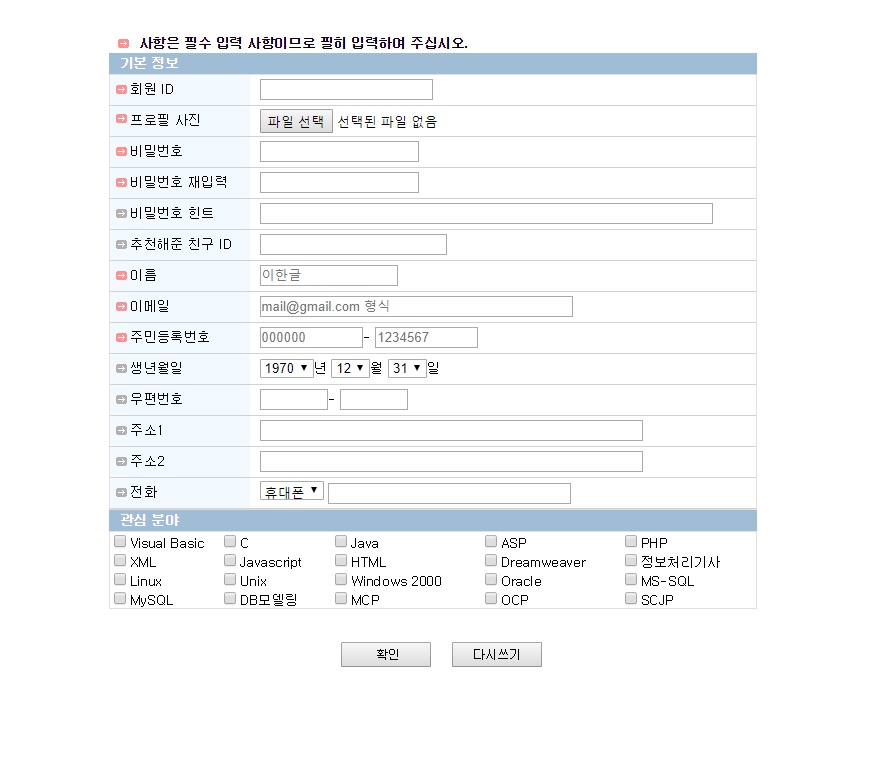 사항은 필수 입력 사항이므로 필히 입력하여 주십시오.
기본 정보
회원 ID
프로필 사진 파일 선택 선택된 파일 없음
비밀번호
비밀번호 재입력
비밀번호 힌트
추천해준 친구 ID
이름 이한글
이메일 mail@gmail.com 형식
주민등록번호 000000 - 1234567
생년월일 1970 년 12 월 31 일
우편번호 -
주소1
주소2
전화 휴대폰
관심 분야
Visual Basic C Java ASP PHP
XML Javascript HTML Dreamweaver 정보처리기사
Linux Unix Windows 2000 Oracle MS-SQL
MySQL DB모델링 MCP OCP SCJP
확인 다시쓰기